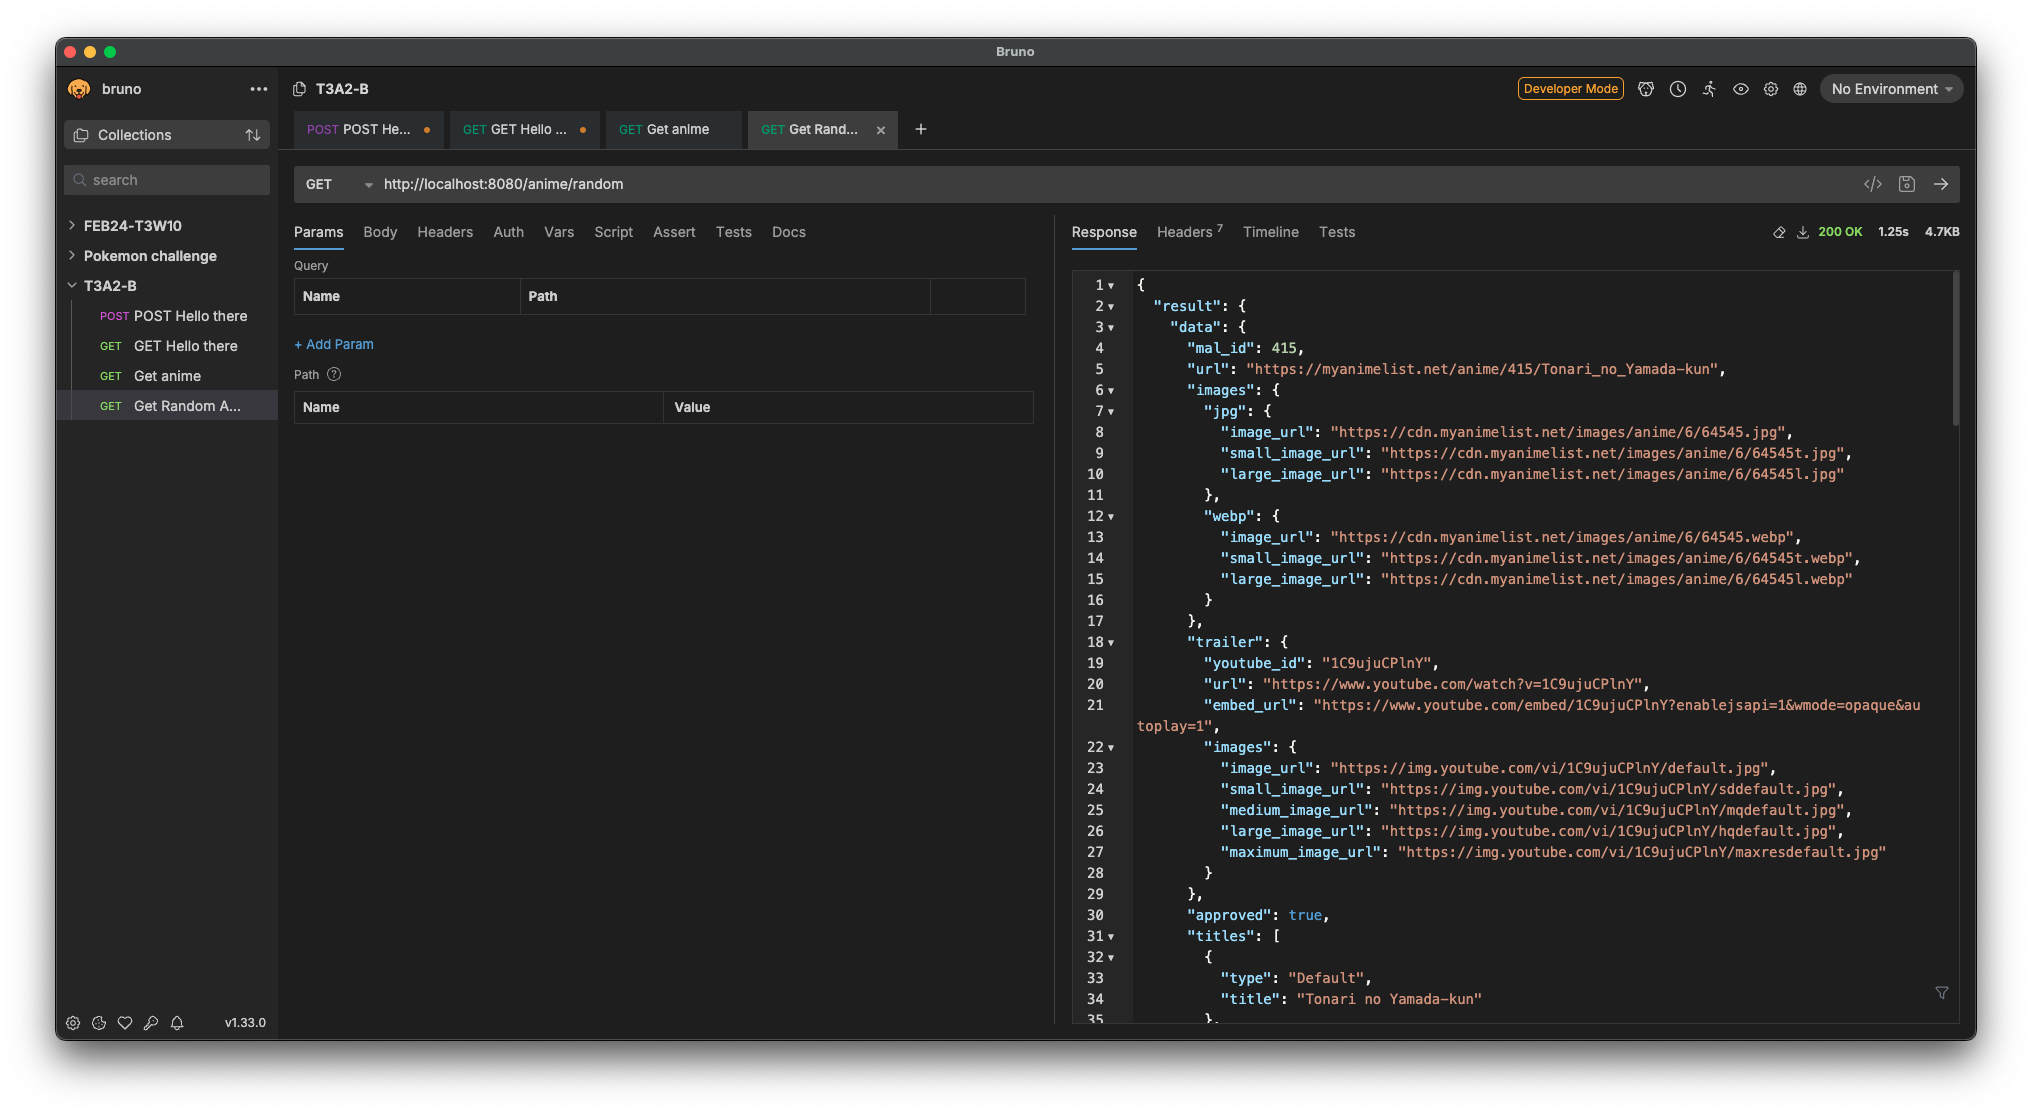 Bruno
bruno
T3A2-B
Developer Mode
No Environment
Collections
POST POST He...
GET GET Hello ...
GET Get anime
GET Get Rand...
search
GET
http://localhost:8080/anime/random
FEB24-T3W10
Pokemon challenge
T3A2-B
POST POST Hello there
GET GET Hello there
GET Get anime
GET Get Random A...
v1.33.0
Params Body Headers Auth Vars Script Assert Tests Docs
Query
Name Path
+ Add Param
Path ?
Name Value
Response Headers 7 Timeline Tests
200 OK 1.25s 4.7KB
1 {
2 "result": {
3 "data": {
4 "mal_id": 415,
5 "url": "https://myanimelist.net/anime/415/Tonari_no_Yamada-kun",
6 "images": {
7 "jpg": {
8 "image_url": "https://cdn.myanimelist.net/images/anime/6/64545.jpg",
9 "small_image_url": "https://cdn.myanimelist.net/images/anime/6/64545t.jpg",
10 "large_image_url": "https://cdn.myanimelist.net/images/anime/6/64545l.jpg"
11 },
12 "webp": {
13 "image_url": "https://cdn.myanimelist.net/images/anime/6/64545.webp",
14 "small_image_url": "https://cdn.myanimelist.net/images/anime/6/64545t.webp",
15 "large_image_url": "https://cdn.myanimelist.net/images/anime/6/64545l.webp"
16 }
17 },
18 "trailer": {
19 "youtube_id": "1C9ujuCPlnY",
20 "url": "https://www.youtube.com/watch?v=1C9ujuCPlnY",
21 "embed_url": "https://www.youtube.com/embed/1C9ujuCPlnY?enablejsapi=1&wmode=opaque&au
toplay=1",
22 "images": {
23 "image_url": "https://img.youtube.com/vi/1C9ujuCPlnY/default.jpg",
24 "small_image_url": "https://img.youtube.com/vi/1C9ujuCPlnY/sddefault.jpg",
25 "medium_image_url": "https://img.youtube.com/vi/1C9ujuCPlnY/mqdefault.jpg",
26 "large_image_url": "https://img.youtube.com/vi/1C9ujuCPlnY/hqdefault.jpg",
27 "maximum_image_url": "https://img.youtube.com/vi/1C9ujuCPlnY/maxresdefault.jpg"
28 }
29 },
30 "approved": true,
31 "titles": [
32 {
33 "type": "Default",
34 "title": "Tonari no Yamada-kun"
35 },